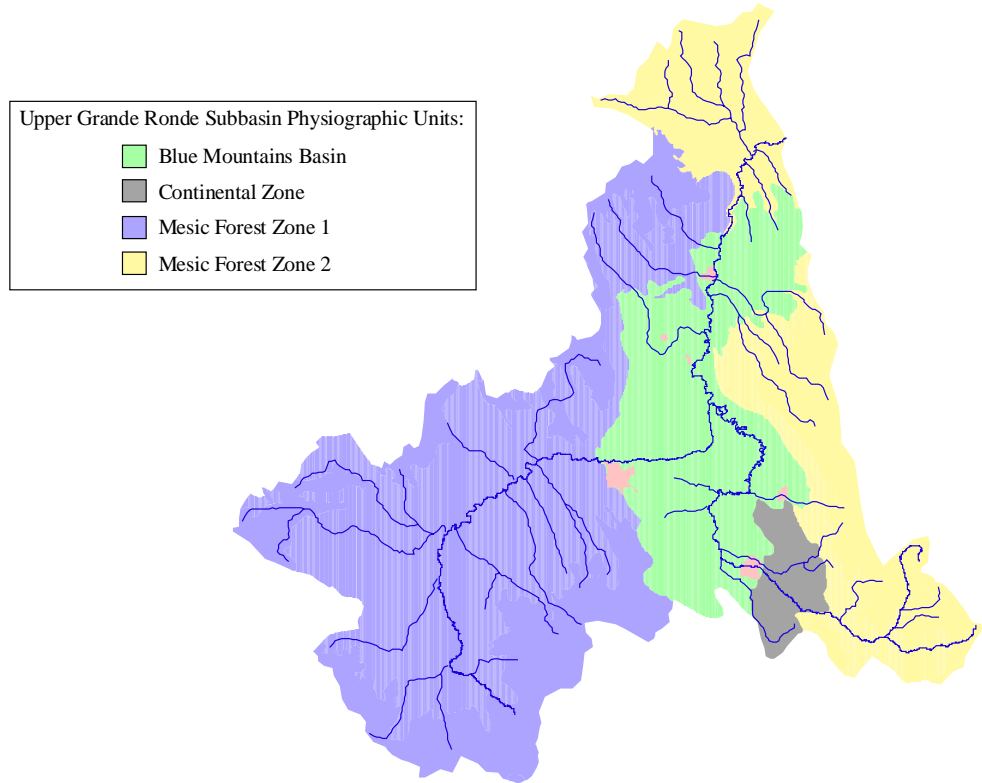 Upper Grande Ronde Subbasin Physiographic Units:
Blue Mountains Basin
Continental Zone
Mesic Forest Zone 1
Mesic Forest Zone 2